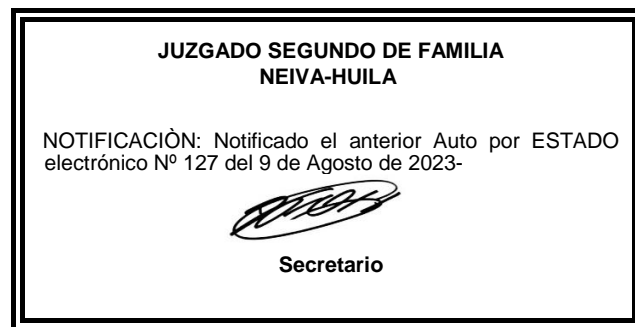 JUZGADO SEGUNDO DE FAMILIA
NEIVA-HUILA
NOTIFICACIÒN: Notificado el anterior Auto por ESTADO
electrónico Nº 127 del 9 de Agosto de 2023-
Secretario